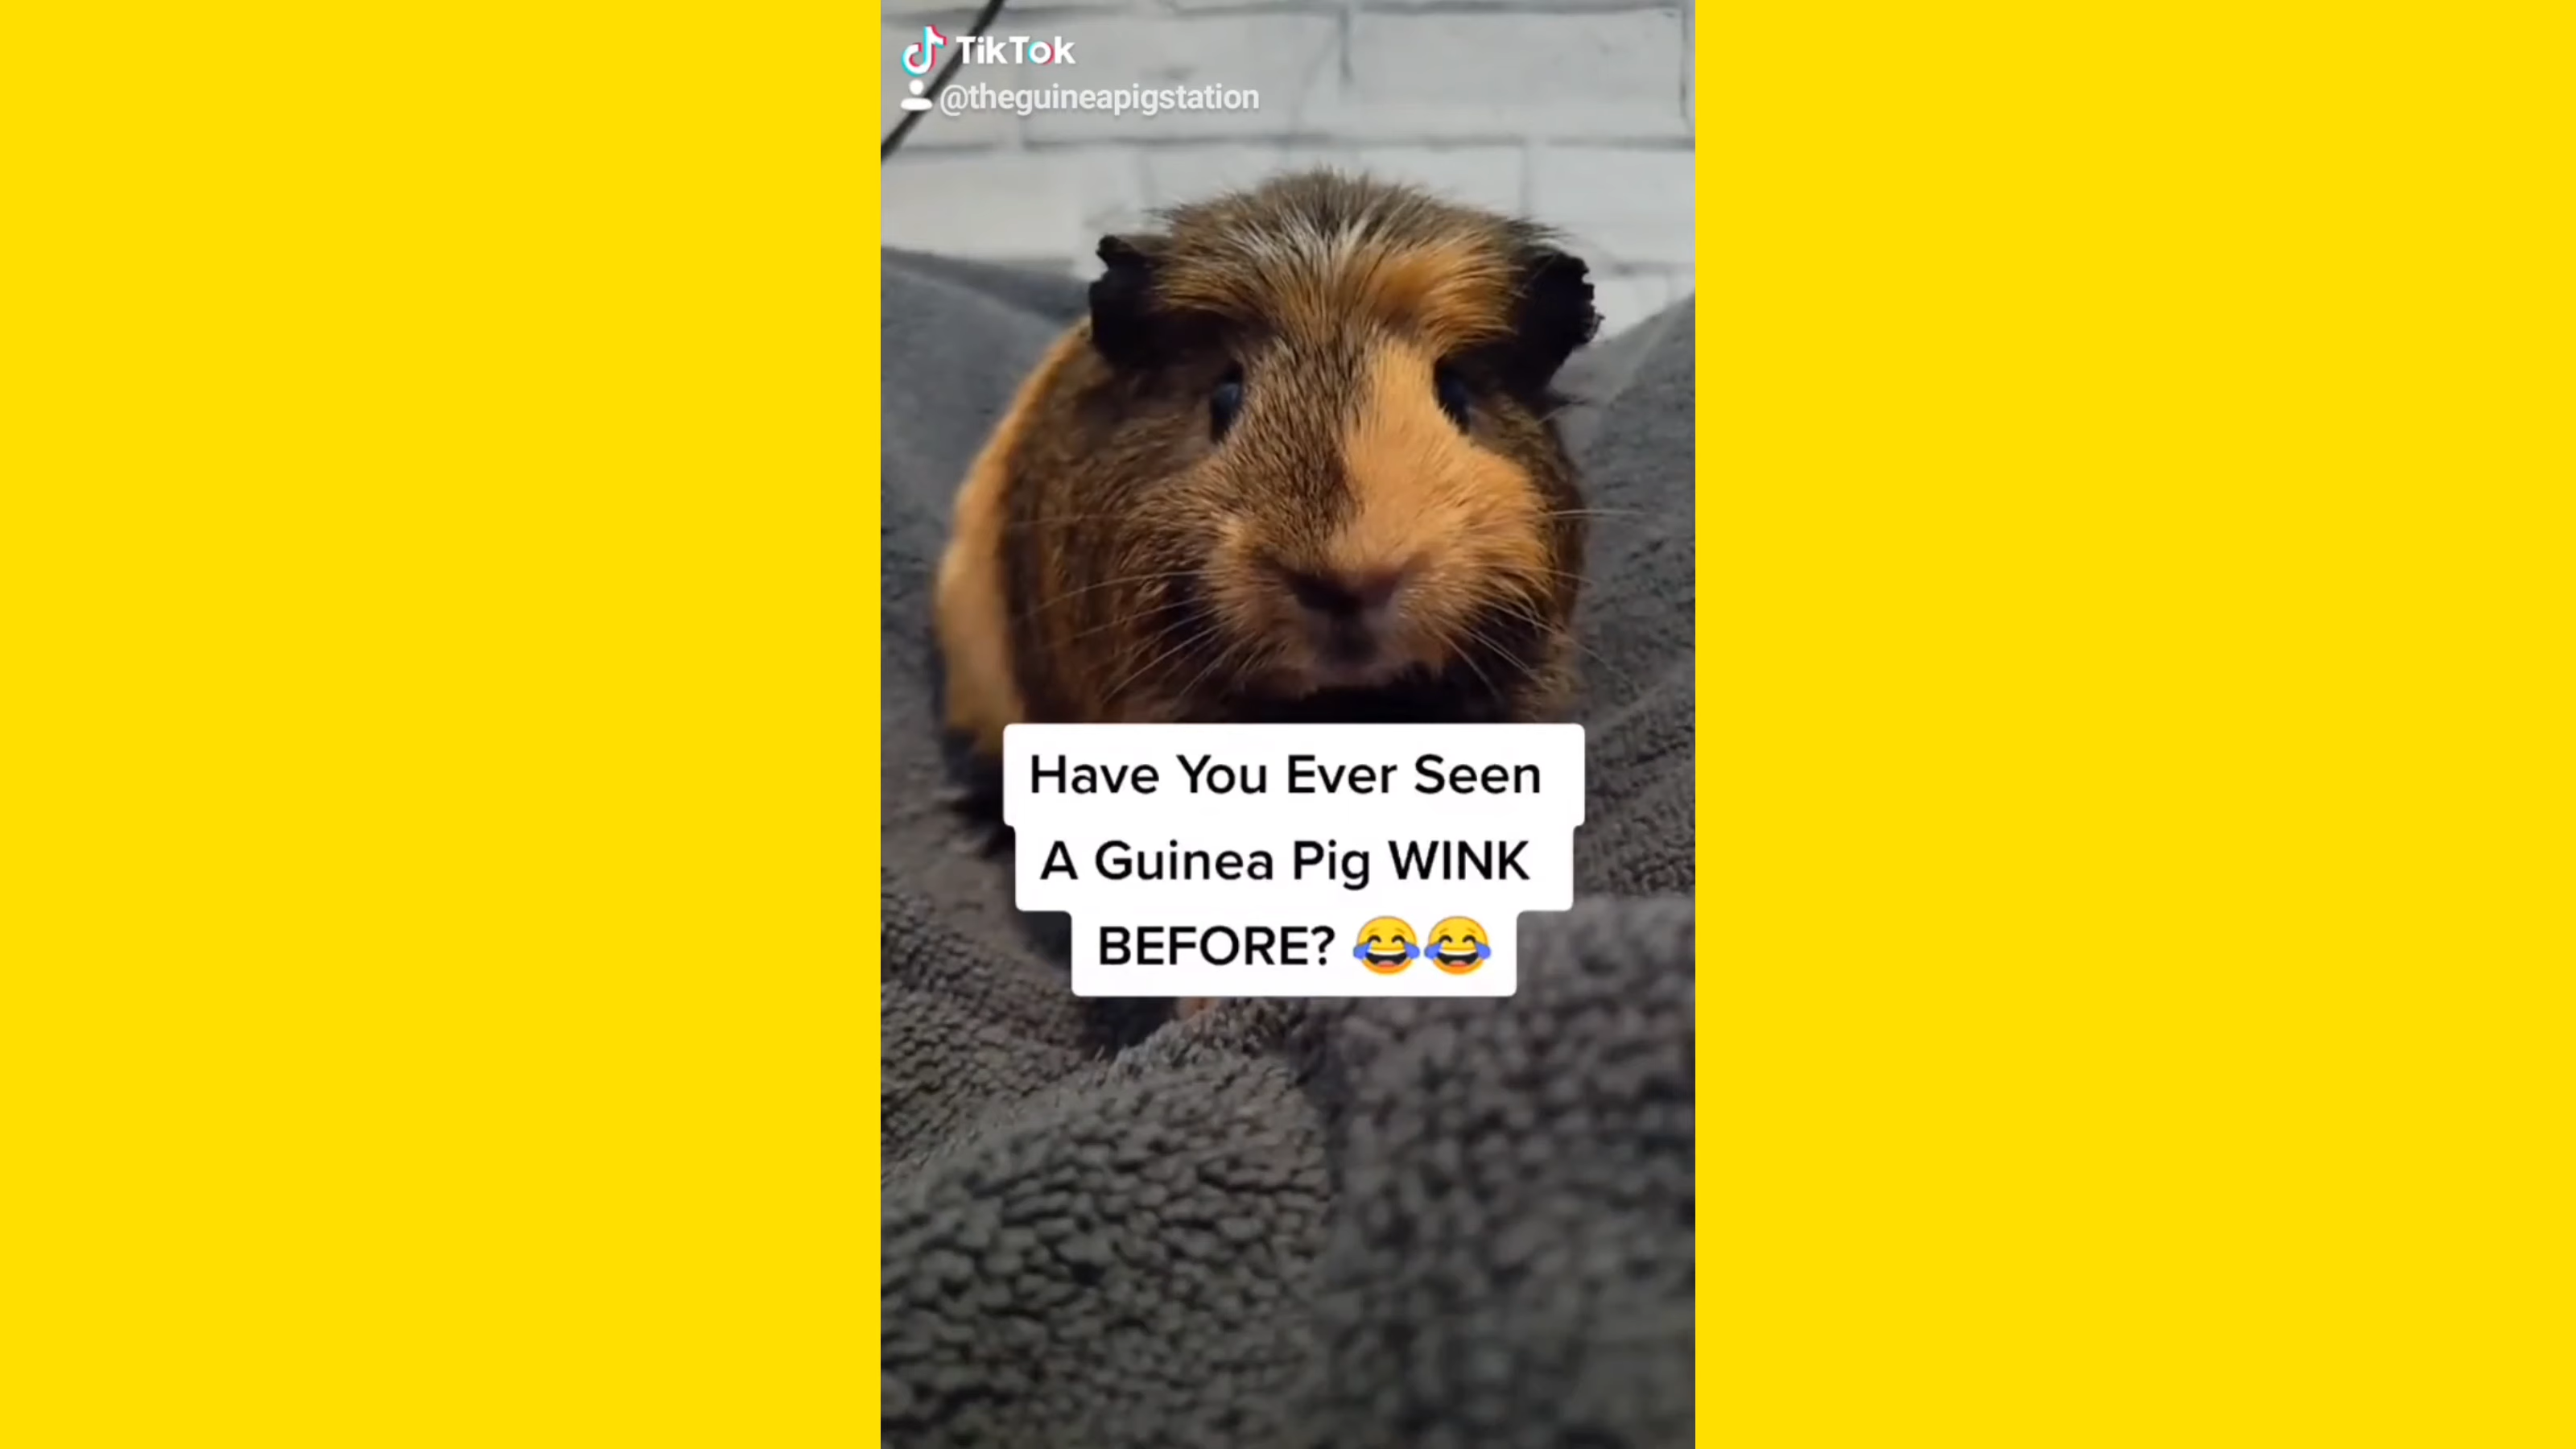 TikTok
@theguineapigstation
Have You Ever Seen
A Guinea Pig WINK
BEFORE? 😂😂